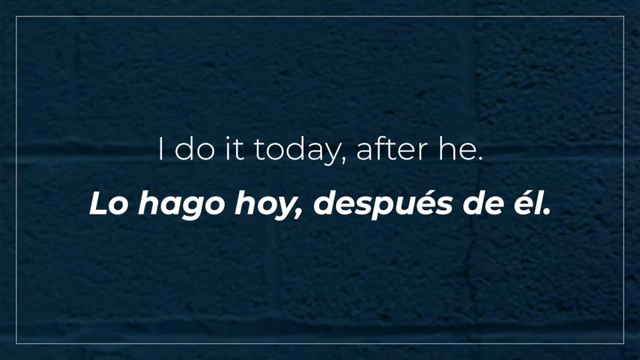 I do it today, after he.
Lo hago hoy, después de él.